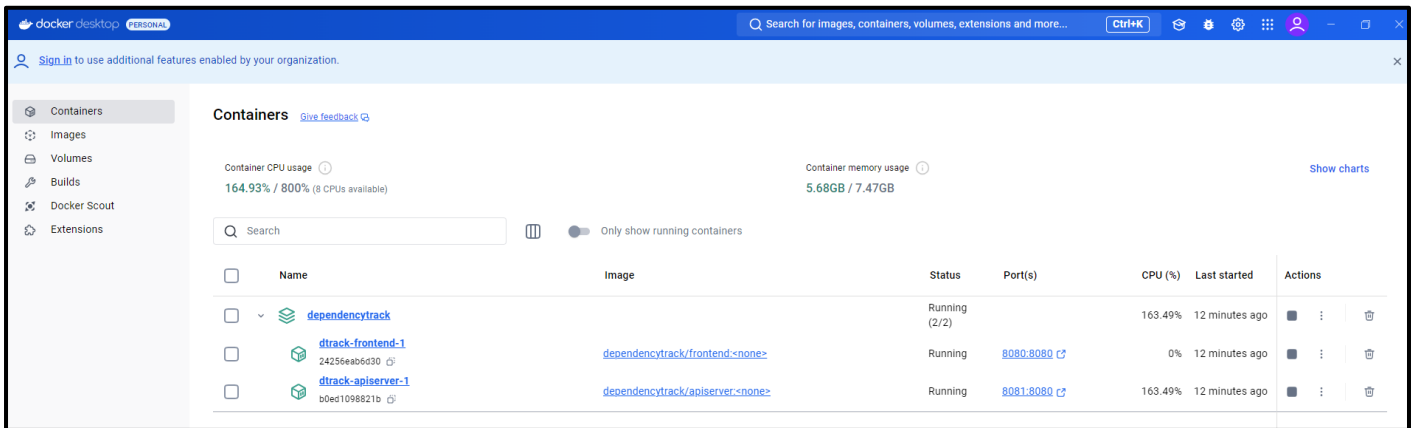 docker desktop PERSONAL
Search for images, containers, volumes, extensions and more... Ctrl+K
Sign in to use additional features enabled by your organization.
Containers
Images
Volumes
Builds
Docker Scout
Extensions
Containers Give feedback
Container CPU usage
164.93% / 800% (8 CPUs available)
Container memory usage
5.68GB / 7.47GB
Show charts
Search
Only show running containers
Name Image Status Port(s) CPU (%) Last started Actions
dependencytrack Running (2/2) 163.49% 12 minutes ago
dtrack-frontend-1
24256eab6d30
dependencytrack/frontend:<none> Running 8080:8080 0% 12 minutes ago
dtrack-apiserver-1
b0ed1098821b
dependencytrack/apiserver:<none> Running 8081:8080 163.49% 12 minutes ago